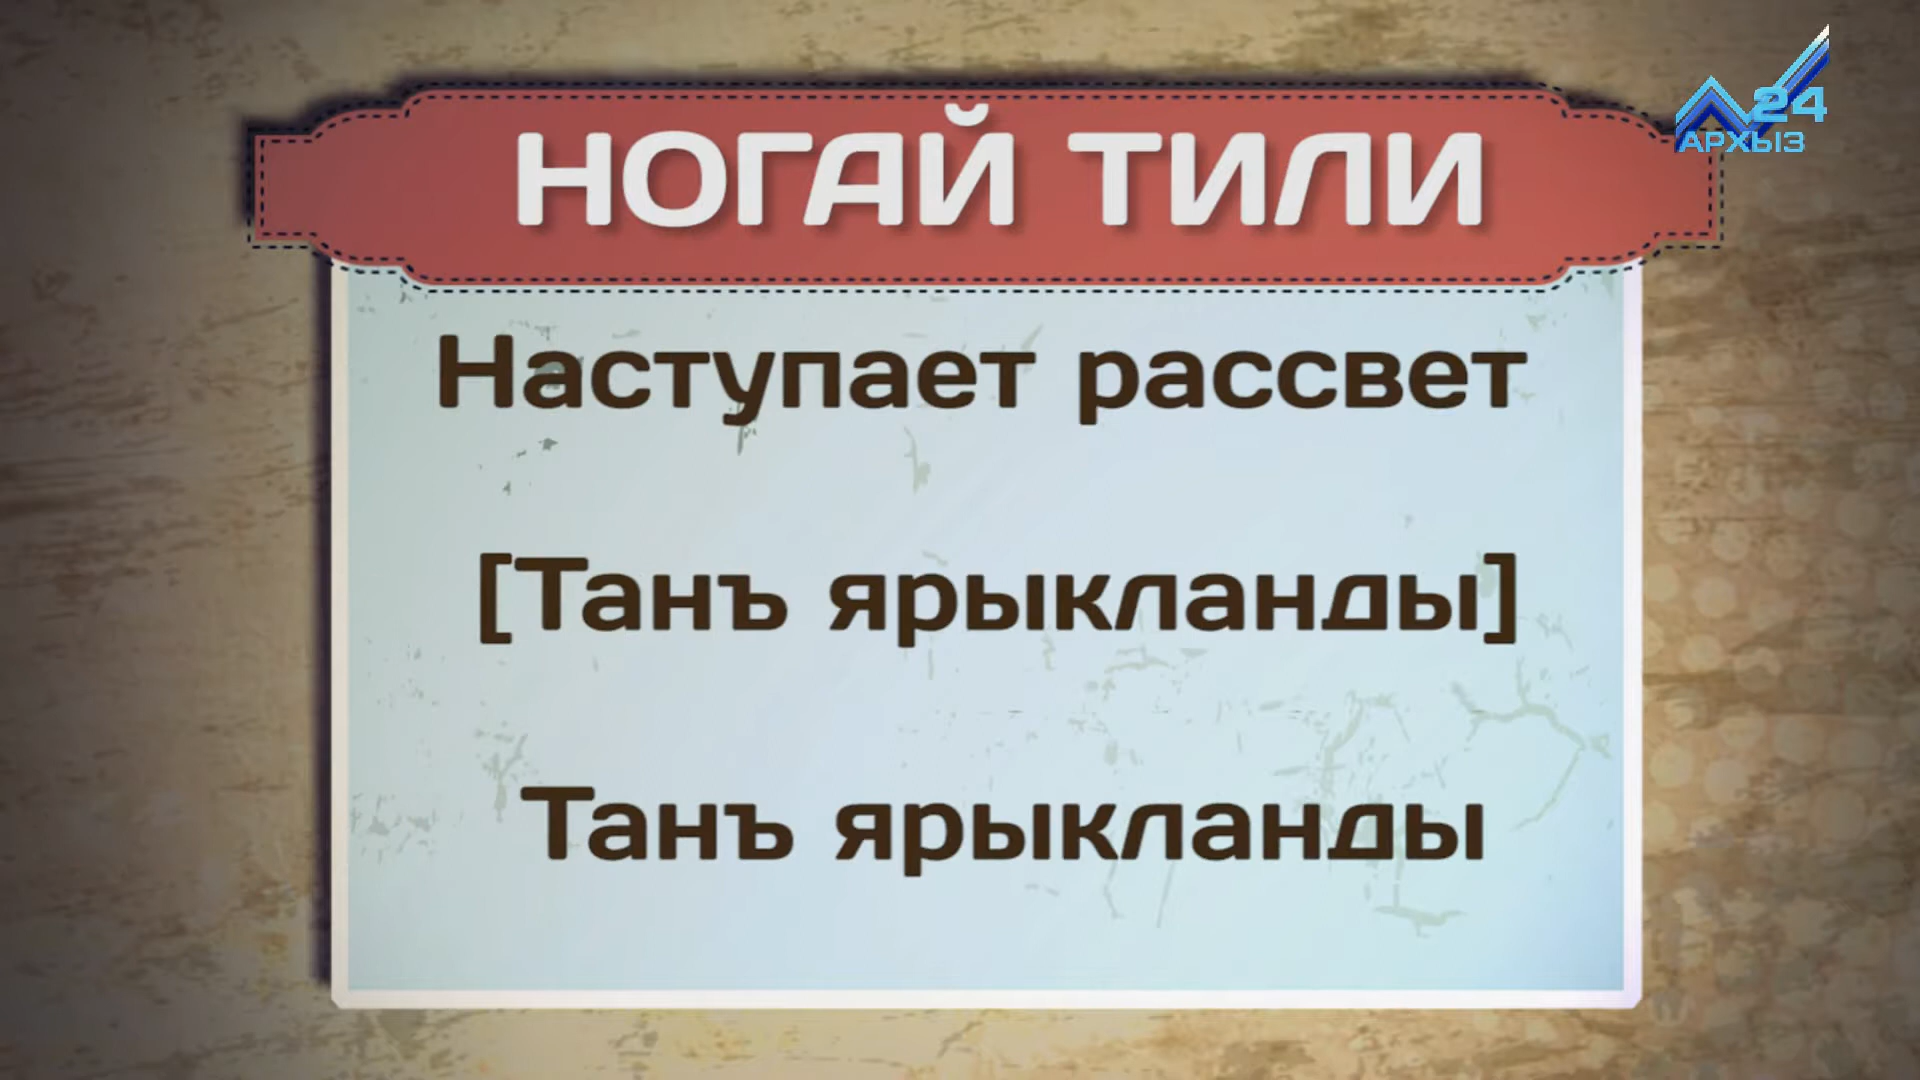 НОГАЙ ТИЛИ
24
АРХЫЗ
Наступает рассвет
[Танъ ярыкланды]
Танъ ярыкланды